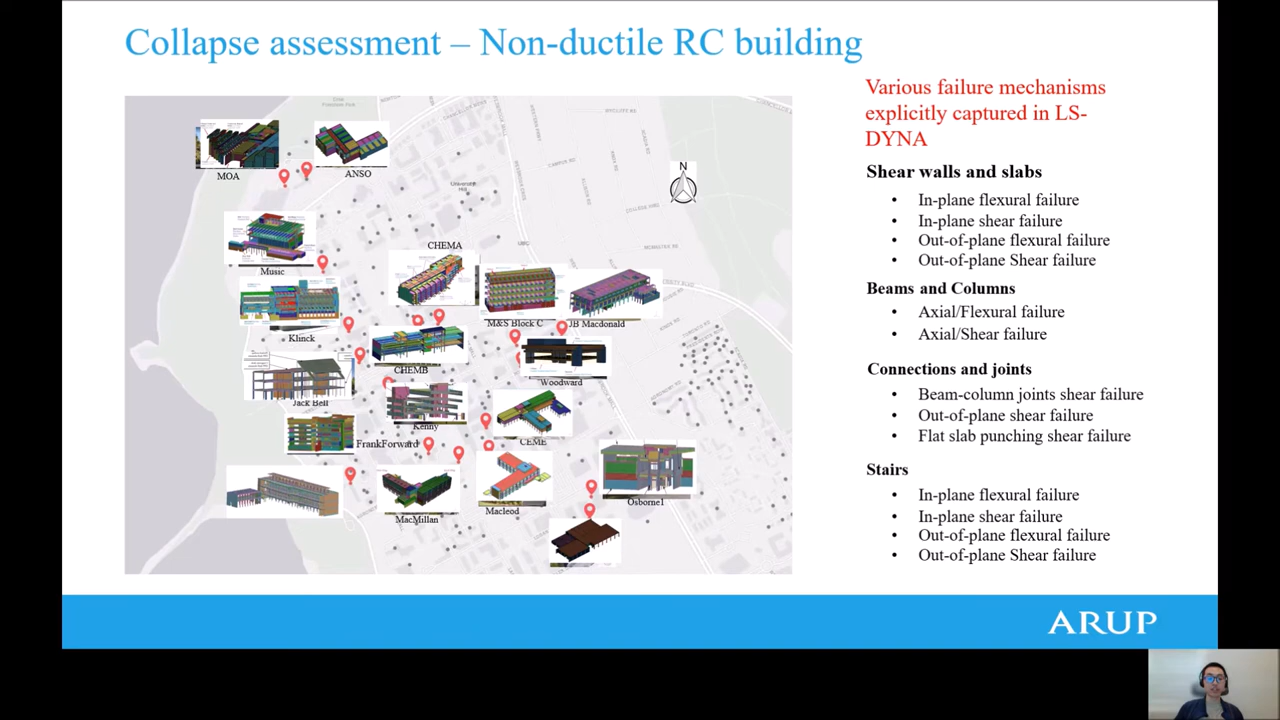 Collapse assessment – Non-ductile RC building
MOA
ANSO
N
University
Hill
Music
CHEMA
Klinck
M&S Block C
JB Macdonald
CHEMB
Woodward
Jack Bell
Kenny
FrankForward
CEME
MacMillan
Macleod
Osborne1
Various failure mechanisms
explicitly captured in LS-
DYNA
Shear walls and slabs
• In-plane flexural failure
• In-plane shear failure
• Out-of-plane flexural failure
• Out-of-plane Shear failure
Beams and Columns
• Axial/Flexural failure
• Axial/Shear failure
Connections and joints
• Beam-column joints shear failure
• Out-of-plane shear failure
• Flat slab punching shear failure
Stairs
• In-plane flexural failure
• In-plane shear failure
• Out-of-plane flexural failure
• Out-of-plane Shear failure
ARUP